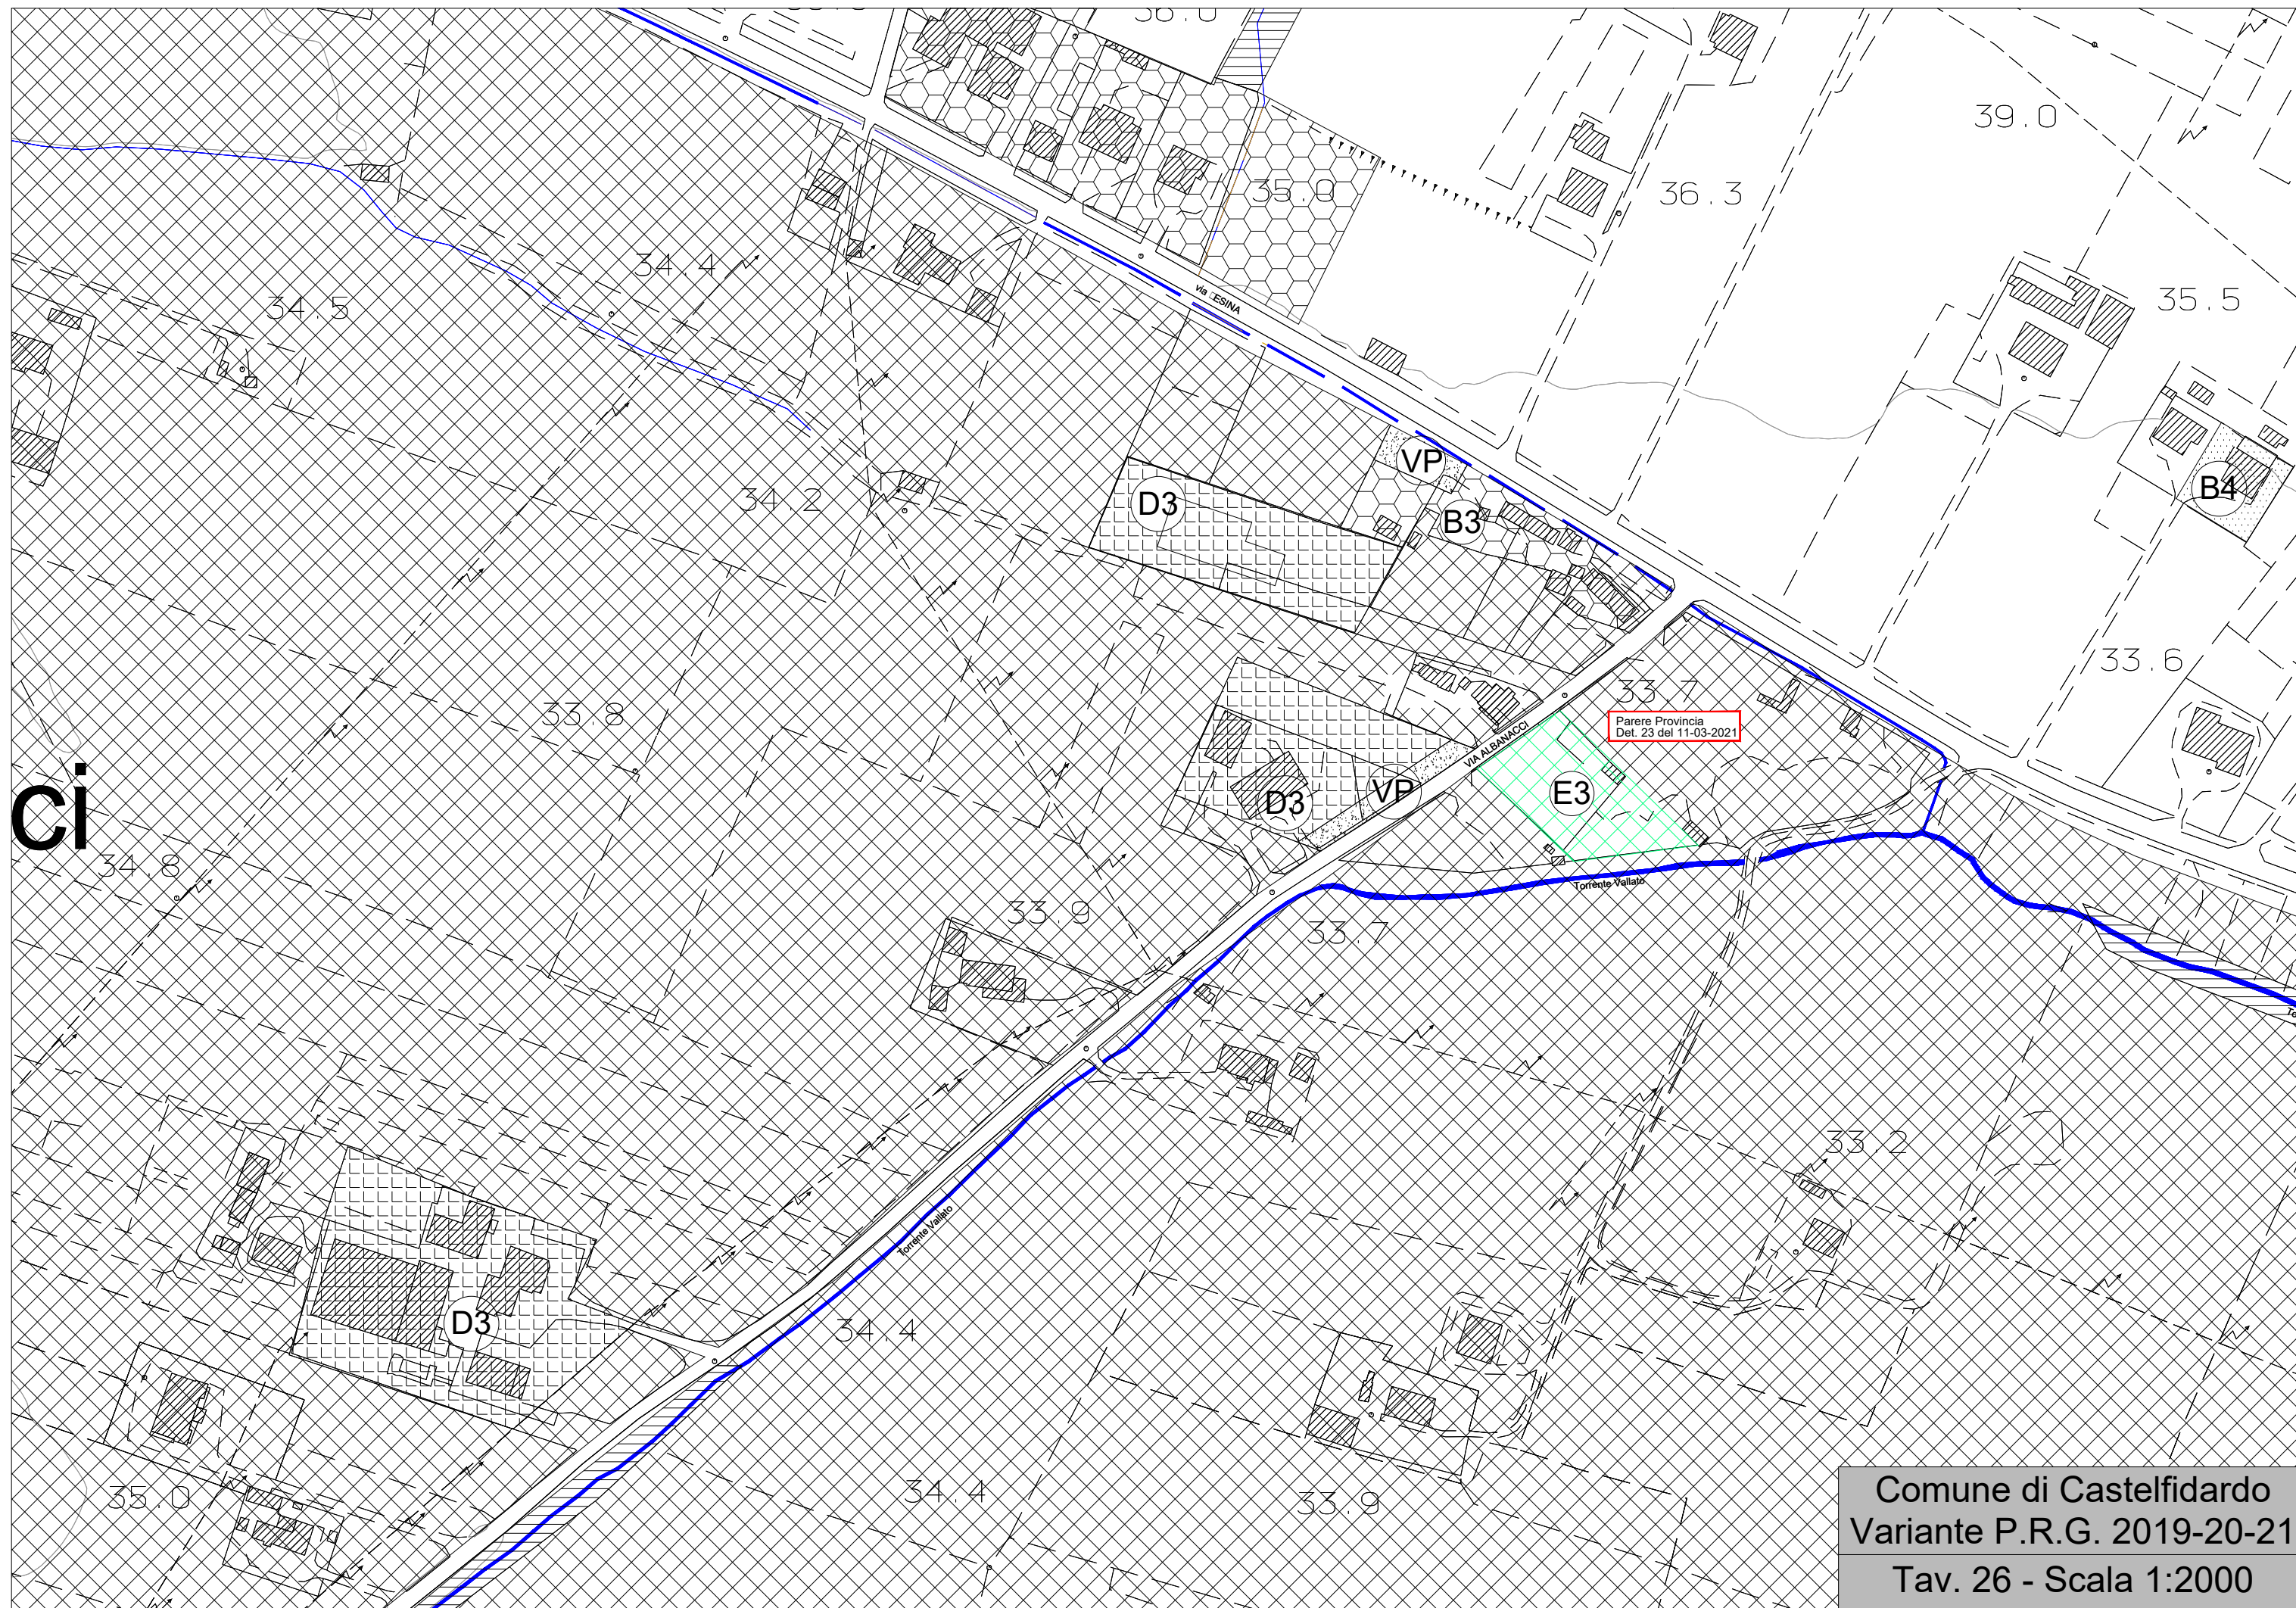 36.0
39.0
35.0
36.3
34.4
34.5
35.5
via
ESINA
VP
B4
D3
B3
34.2
33.6
33.7
Parere Provincia
Det. 23 del 11-03-2021
33.8
VIA ALBANACCI
E3
VP
D3
ci
34.8
Torrente Vallato
33.9
33.7
33.2
Torrente Vallato
D3
34.4
35.0
34.4
33.9
Comune di Castelfidardo
Variante P.R.G. 2019-20-21
Tav. 26 - Scala 1:2000